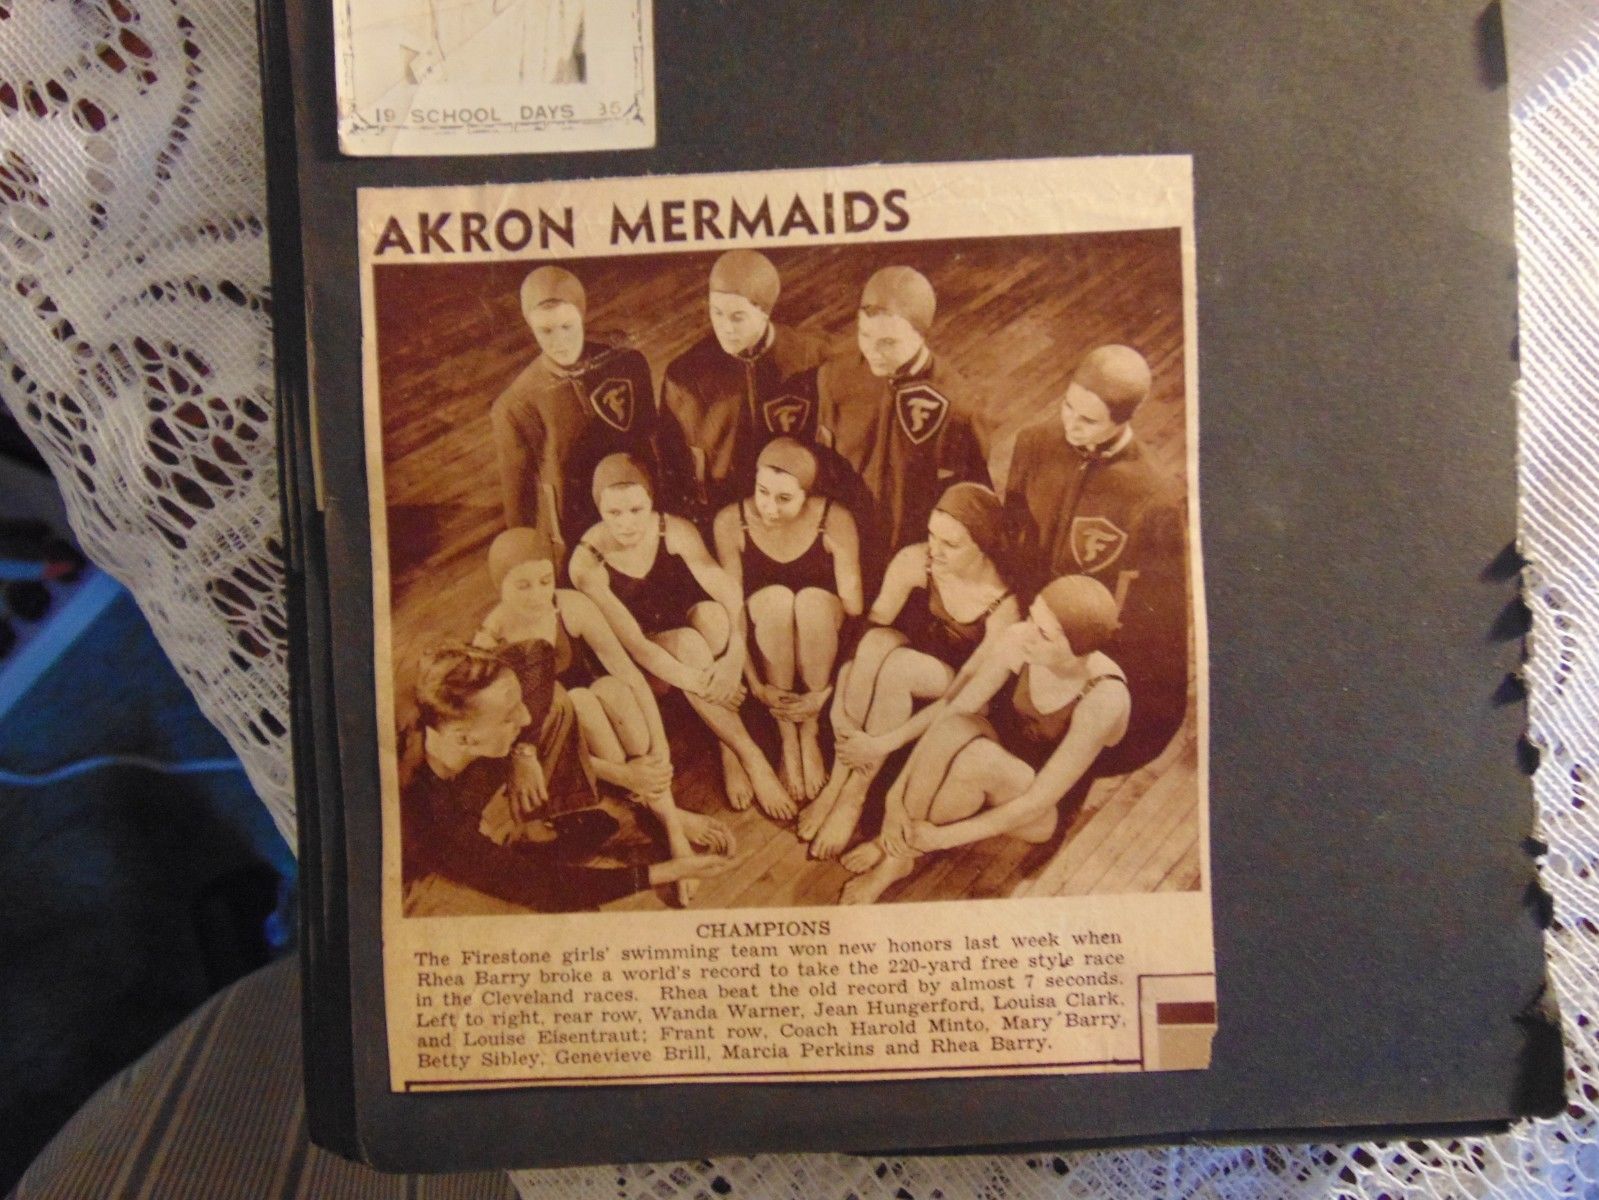 19 SCHOOL DAYS 35
AKRON MERMAIDS
F
F
F
F
CHAMPIONS
The Firestone girls' swimming team won new honors last week when
Rhea Barry broke a world's record to take the 220-yard free style race
in the Cleveland races. Rhea beat the old record by almost 7 seconds.
Left to right, rear row, Wanda Warner, Jean Hungerford, Louisa Clark,
and Louise Eisentraut; Frant row, Coach Harold Minto, Mary Barry,
Betty Sibley, Genevieve Brill, Marcia Perkins and Rhea Barry.